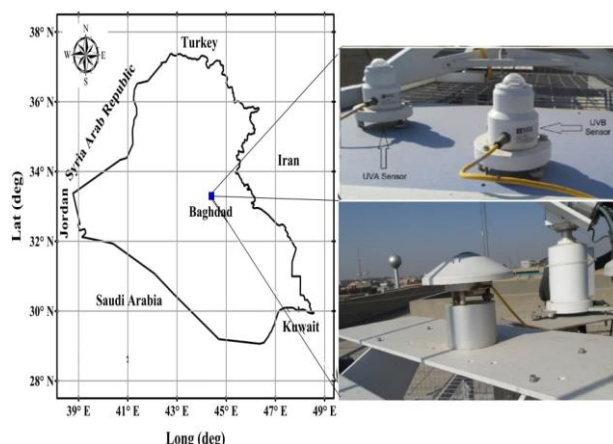 N
W E
S
Turkey
38° N
36° N
34° N
32° N
30° N
28° N
Lat (deg)
Syria Arab Republic
Jordan
Iran
Baghdad
Saudi Arabia
Kuwait
39° E 41° E 43° E 45° E 47° E 49° E
Long (deg)
UVB
Sensor
UVA Sensor